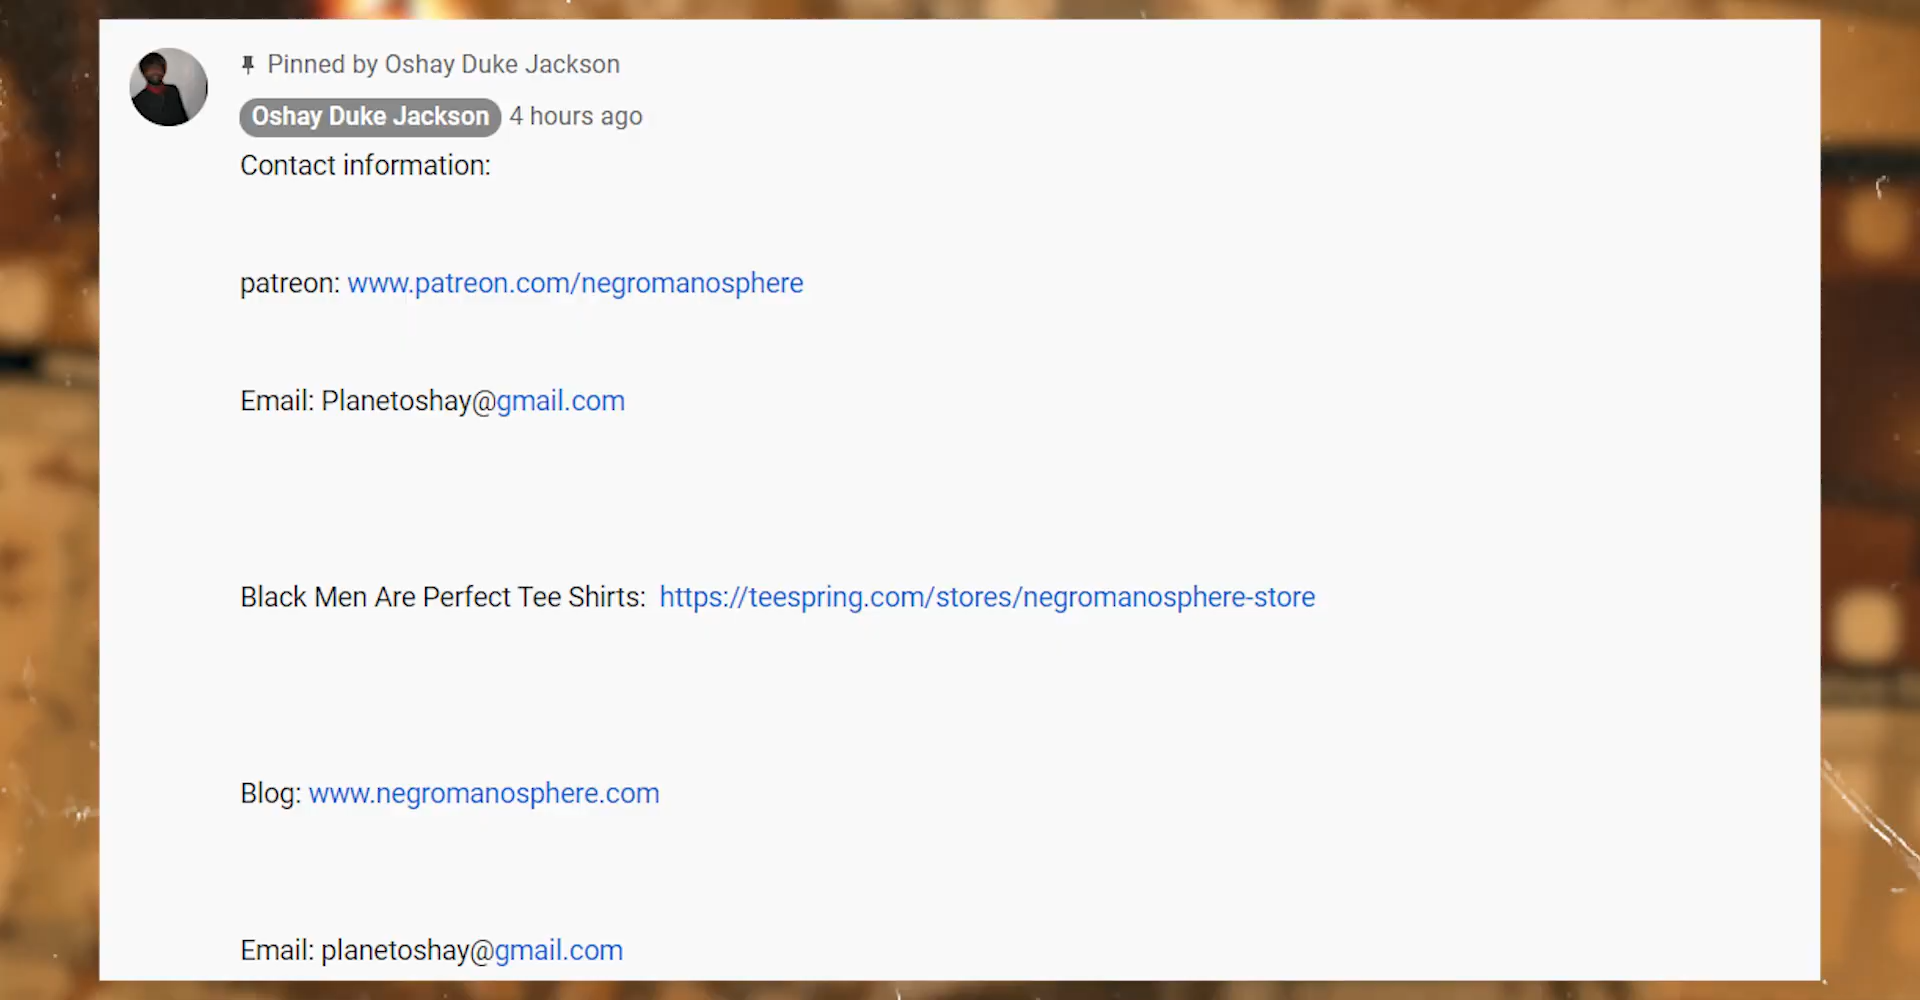 Pinned by Oshay Duke Jackson
Oshay Duke Jackson 4 hours ago
Contact information:
patreon: www.patreon.com/negromanosphere
Email: Planetoshay@gmail.com
Black Men Are Perfect Tee Shirts: https://teespring.com/stores/negromanosphere-store
Blog: www.negromanosphere.com
Email: planetoshay@gmail.com